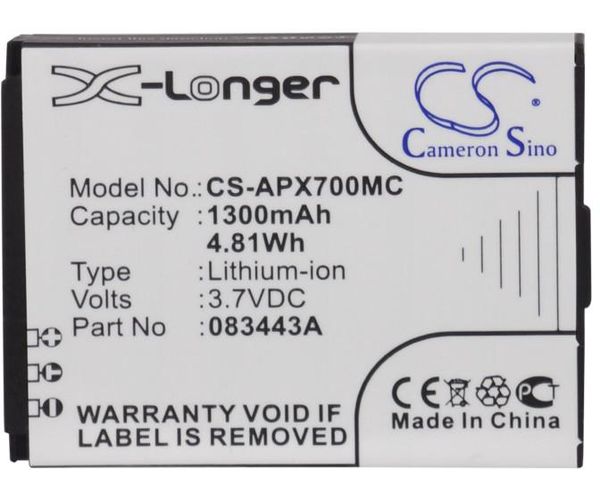 X-Longer
Cameron Sino
Model No.: CS-APX700MC
Capacity : 1300mAh
4.81Wh
Type : Lithium-ion
Volts : 3.7VDC
Part No. : 083443A
+
C
-
WARRANTY VOID IF
LABEL IS REMOVED
CE
Made In China